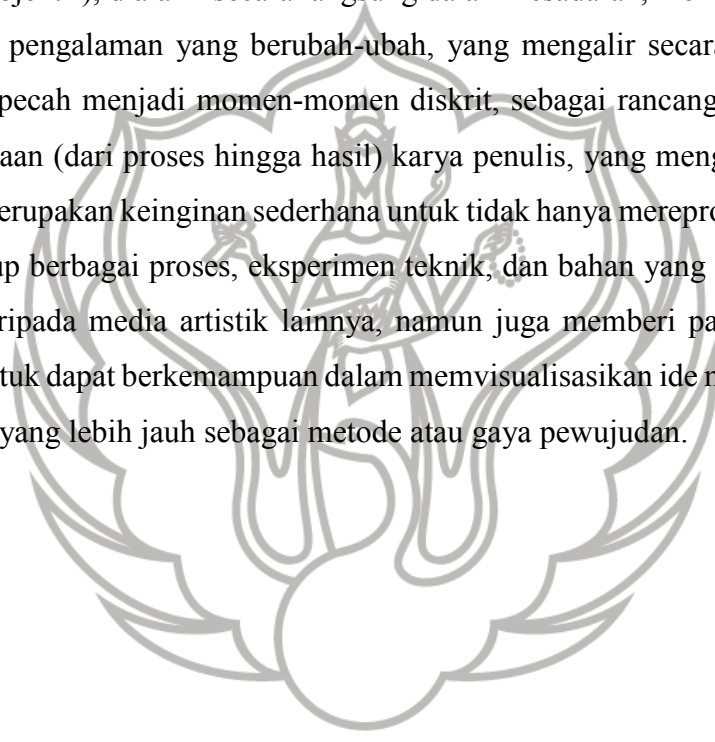 pengalaman yang berubah-ubah, yang mengalir secara
pecah menjadi momen-momen diskrit, sebagai rancang
aan (dari proses hingga hasil) karya penulis, yang meng
erupakan keinginan sederhana untuk tidak hanya merepro
up berbagai proses, eksperimen teknik, dan bahan yang
ripada media artistik lainnya, namun juga memberi pa
tuk dapat berkemampuan dalam memvisualisasikan ide
yang lebih jauh sebagai metode atau gaya pewujudan.